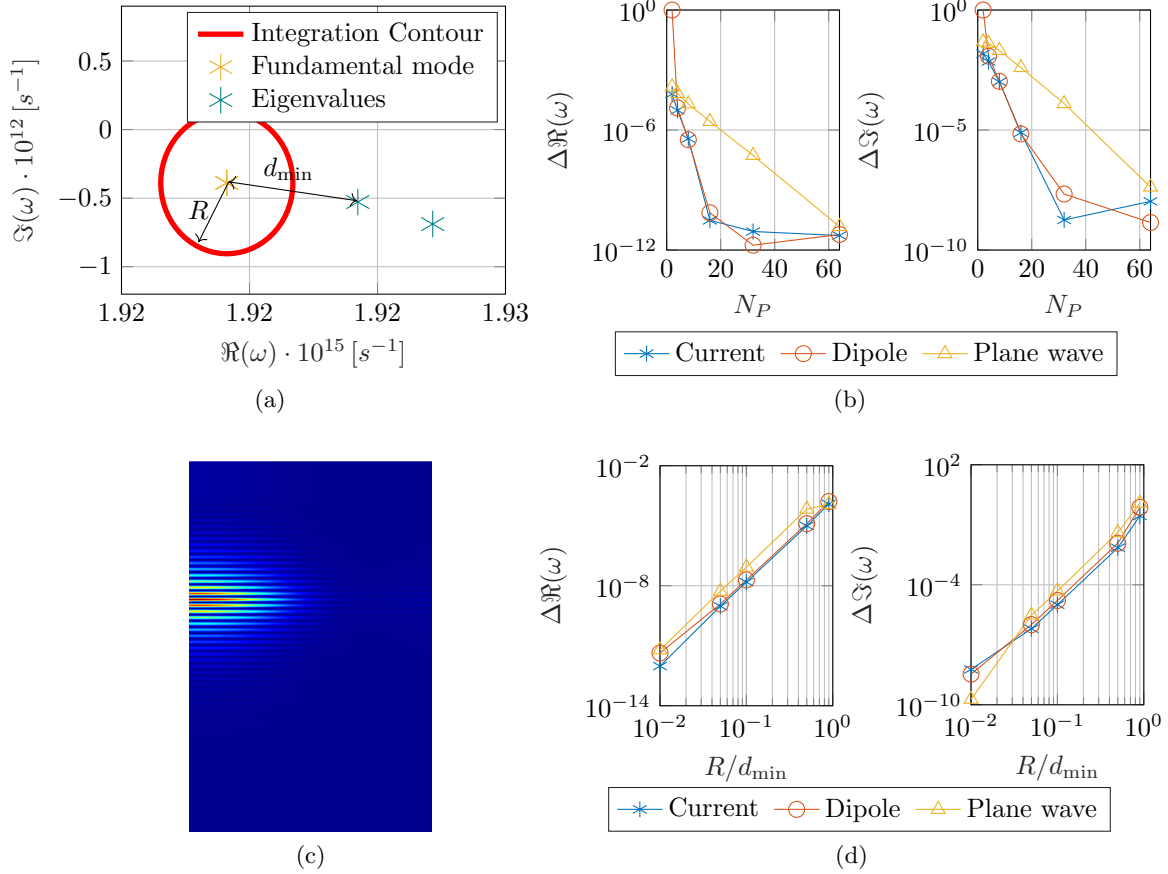 Integration Contour
Fundamental mode
Eigenvalues
0.5
0
−0.5
−1
ℑ(ω) · 10^12 [s^−1]
d_min
R
1.92
1.92
1.92
1.93
ℜ(ω) · 10^15 [s^−1]
(a)
10^0
10^−6
10^−12
Δℜ(ω)
0
20
40
60
N_P
10^0
10^−5
10^−10
Δℑ(ω)
0
20
40
60
N_P
Current
Dipole
Plane wave
(b)
(c)
10^−2
10^−8
10^−14
Δℜ(ω)
10^−2
10^−1
10^0
R/d_min
10^2
10^−4
10^−10
Δℑ(ω)
10^−2
10^−1
10^0
R/d_min
Current
Dipole
Plane wave
(d)